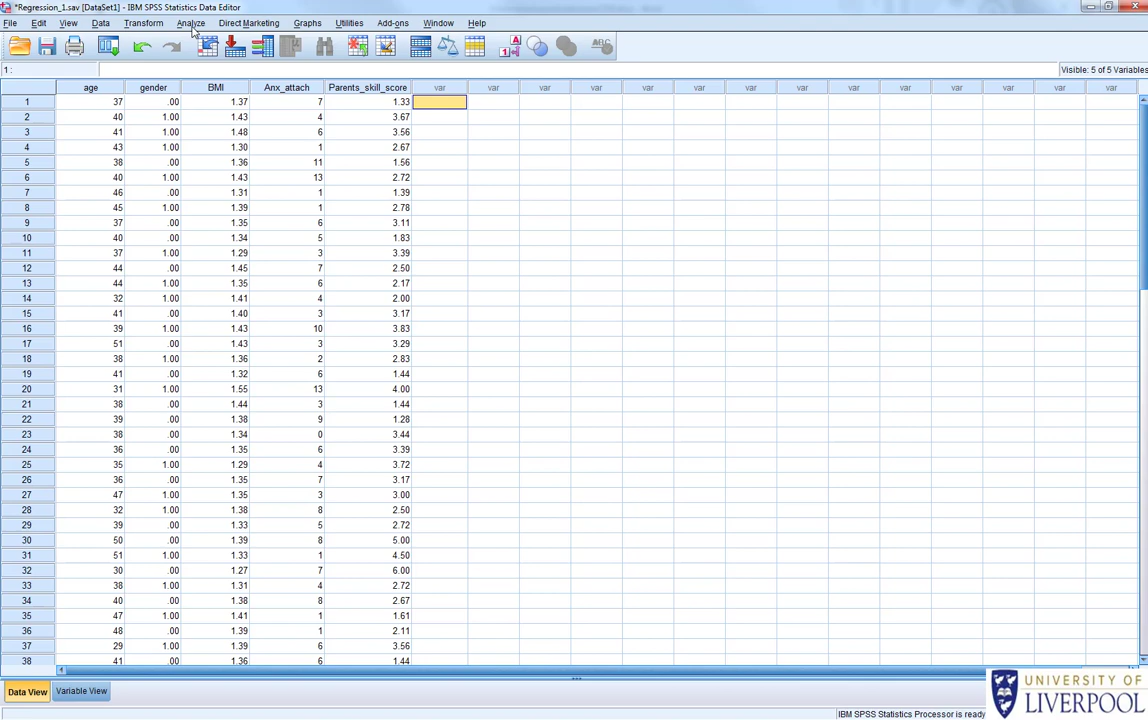 *Regression_1.sav [DataSet1] - IBM SPSS Statistics Data Editor
File Edit View Data Transform Analyze Direct Marketing Graphs Utilities Add-ons Window Help
1 :
Visible: 5 of 5 Variables
age gender BMI Anx_attach Parents_skill_score var var var var var var var var var var var var var var
1 37 .00 1.37 7 1.33
2 40 1.00 1.43 4 3.67
3 41 1.00 1.48 6 3.56
4 43 1.00 1.30 1 2.67
5 38 .00 1.36 11 1.56
6 40 1.00 1.43 13 2.72
7 46 .00 1.31 1 1.39
8 45 1.00 1.39 1 2.78
9 37 .00 1.35 6 3.11
10 40 .00 1.34 5 1.83
11 37 1.00 1.29 3 3.39
12 44 .00 1.45 7 2.50
13 44 1.00 1.35 6 2.17
14 32 1.00 1.41 4 2.00
15 41 .00 1.40 3 3.17
16 39 1.00 1.43 10 3.83
17 51 .00 1.43 3 3.29
18 38 1.00 1.36 2 2.83
19 41 .00 1.32 6 1.44
20 31 1.00 1.55 13 4.00
21 38 .00 1.44 3 1.44
22 39 .00 1.38 9 1.28
23 38 .00 1.34 0 3.44
24 36 .00 1.35 6 3.39
25 35 1.00 1.29 4 3.72
26 36 .00 1.35 7 3.17
27 47 1.00 1.35 3 3.00
28 32 1.00 1.38 8 2.50
29 39 .00 1.33 5 2.72
30 50 .00 1.39 8 5.00
31 51 1.00 1.33 1 4.50
32 30 .00 1.27 7 6.00
33 38 1.00 1.31 4 2.72
34 40 .00 1.38 8 2.67
35 47 1.00 1.41 1 1.61
36 48 .00 1.39 1 2.11
37 29 1.00 1.39 6 3.56
38 41 .00 1.36 6 1.44
Data View Variable View
UNIVERSITY OF
LIVERPOOL
IBM SPSS Statistics Processor is ready